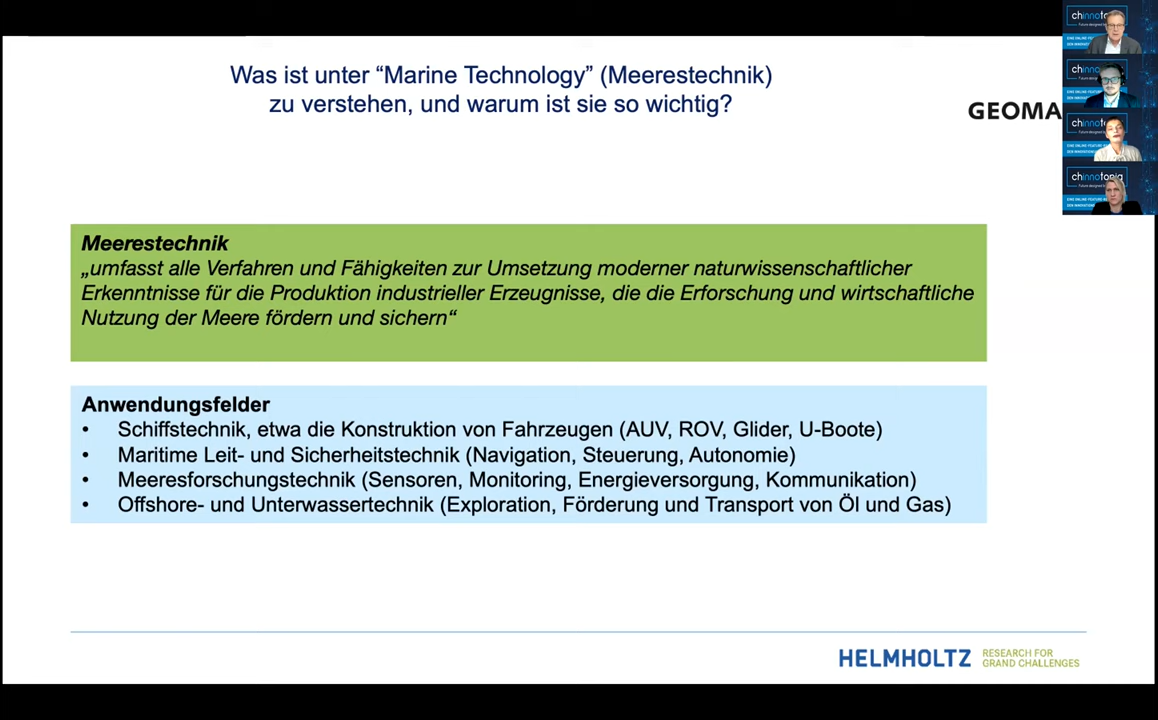 Was ist unter “Marine Technology” (Meerestechnik)
zu verstehen, und warum ist sie so wichtig?
GEOMA
Meerestechnik
„umfasst alle Verfahren und Fähigkeiten zur Umsetzung moderner naturwissenschaftlicher
Erkenntnisse für die Produktion industrieller Erzeugnisse, die die Erforschung und wirtschaftliche
Nutzung der Meere fördern und sichern“
Anwendungsfelder
• Schiffstechnik, etwa die Konstruktion von Fahrzeugen (AUV, ROV, Glider, U-Boote)
• Maritime Leit- und Sicherheitstechnik (Navigation, Steuerung, Autonomie)
• Meeresforschungstechnik (Sensoren, Monitoring, Energieversorgung, Kommunikation)
• Offshore- und Unterwassertechnik (Exploration, Förderung und Transport von Öl und Gas)
HELMHOLTZ
RESEARCH FOR
GRAND CHALLENGES